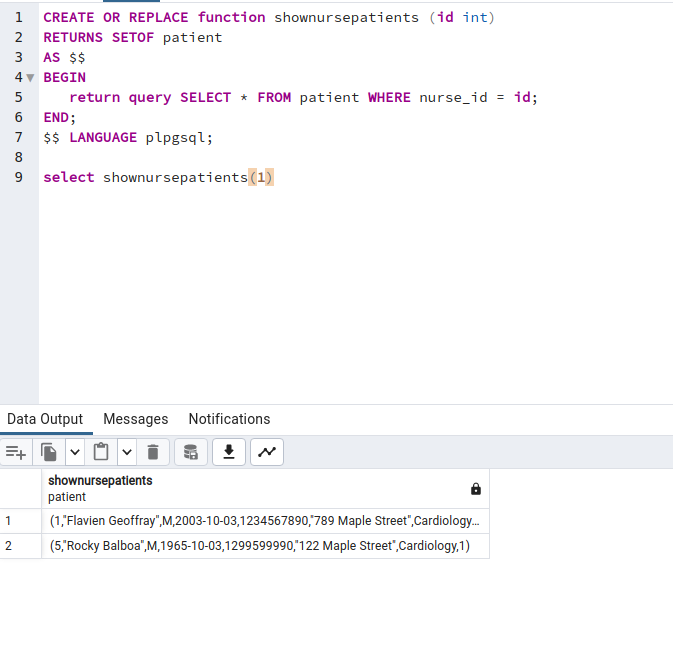 1 CREATE OR REPLACE function shownursepatients (id int)
2 RETURNS SETOF patient
3 AS $$
4 BEGIN
5 return query SELECT * FROM patient WHERE nurse_id = id;
6 END;
7 $$ LANGUAGE plpgsql;
8
9 select shownursepatients(1)
Data Output Messages Notifications
shownursepatients
patient
1 (1,"Flavien Geoffray",M,2003-10-03,1234567890,"789 Maple Street",Cardiology...
2 (5,"Rocky Balboa",M,1965-10-03,1299599990,"122 Maple Street",Cardiology,1)